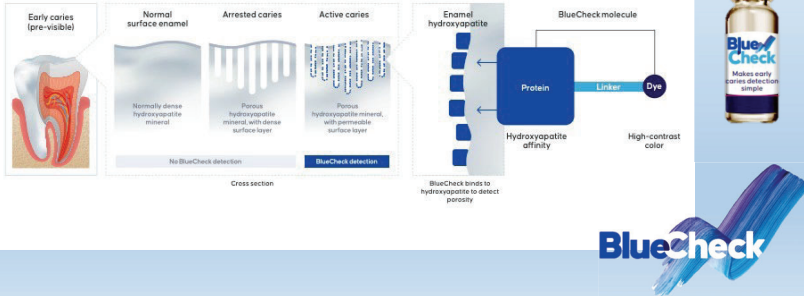 Early caries
(pre-visible)
Normal
surface enamel
Arrested caries
Active caries
Normally dense
hydroxyapatite
mineral
Porous
hydroxyapatite
mineral, with dense
surface layer
Porous
hydroxyapatite mineral,
with permeable
surface layer
No BlueCheck detection
BlueCheck detection
Cross section
Enamel
hydroxyapatite
BlueCheck molecule
Protein
Linker
Dye
Hydroxyapatite
affinity
High-contrast
color
BlueCheck binds to
hydroxyapatite to detect
porosity
Blue
Check
Makes early
caries detection
simple
BlueCheck